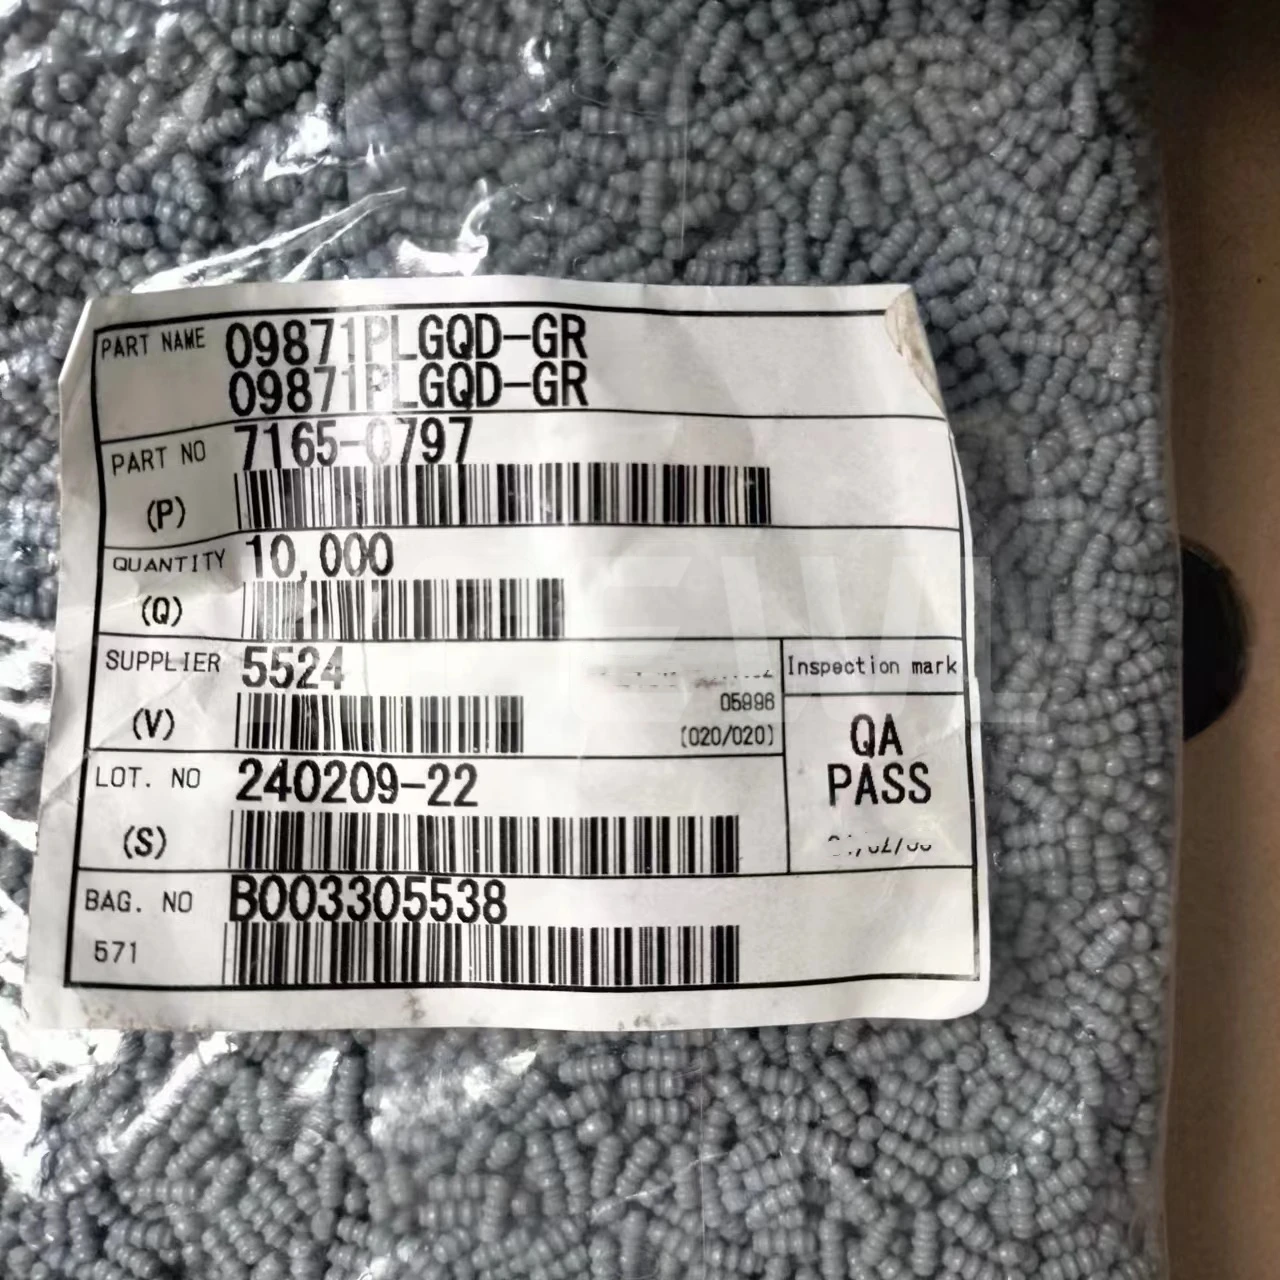 PART NAME 09871PLGQD-GR
09871PLGQD-GR
PART NO 7165-0797
(P)
QUANTITY 10,000
(Q)
SUPPLIER 5524
(V)
05996
(020/020)
Inspection mark
QA
PASS
LOT. NO 240209-22
(S)
BAG. NO B003305538
571